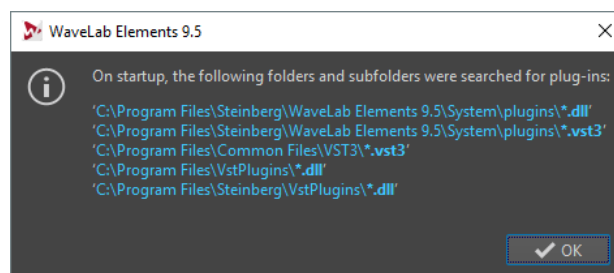 WaveLab Elements 9.5
On startup, the following folders and subfolders were searched for plug-ins:
'C:\Program Files\Steinberg\WaveLab Elements 9.5\System\plugins\*.dll'
'C:\Program Files\Steinberg\WaveLab Elements 9.5\System\plugins\*.vst3'
'C:\Program Files\Common Files\VST3\*.vst3'
'C:\Program Files\VstPlugins\*.dll'
'C:\Program Files\Steinberg\VstPlugins\*.dll'
OK